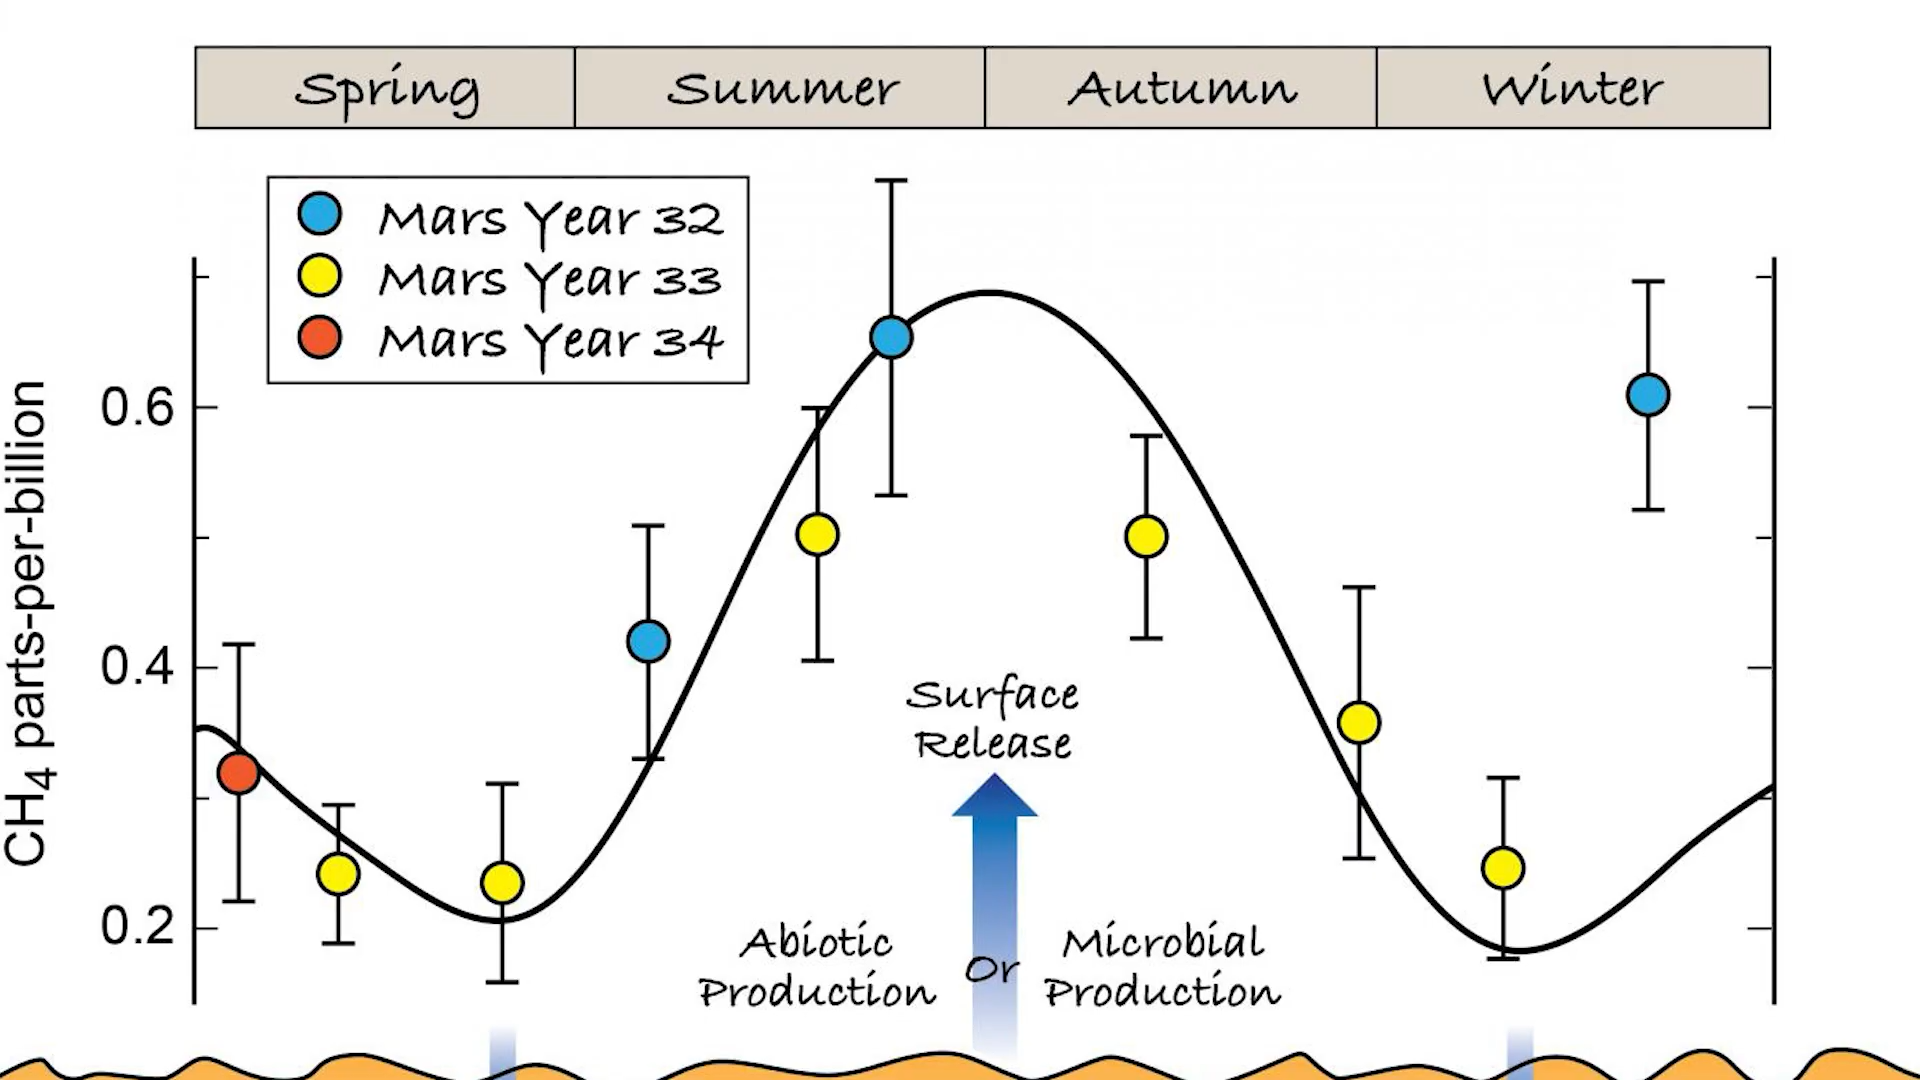 Spring Summer Autumn Winter
Mars Year 32
Mars Year 33
Mars Year 34
CH4 parts-per-billion
0.6
0.4
0.2
Surface
Release
Abiotic
Production
Or
Microbial
Production